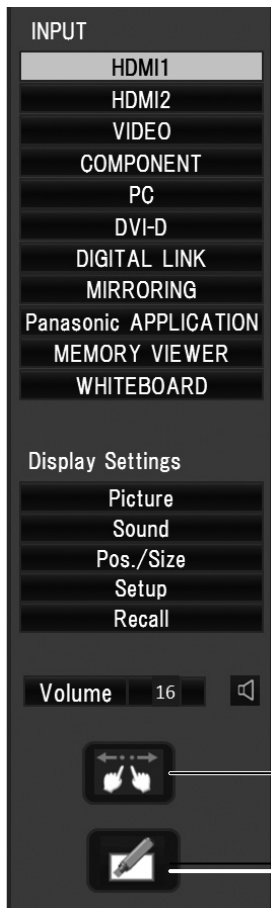 INPUT
HDMI1
HDMI2
VIDEO
COMPONENT
PC
DVI-D
DIGITAL LINK
MIRRORING
Panasonic APPLICATION
MEMORY VIEWER
WHITEBOARD
Display Settings
Picture
Sound
Pos./Size
Setup
Recall
Volume 16